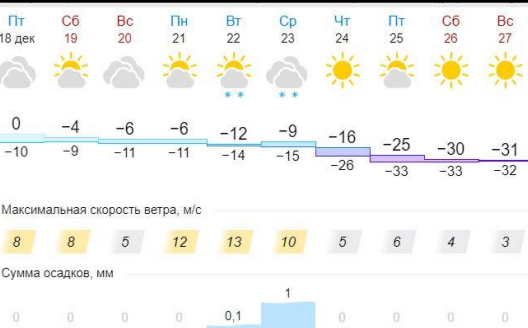 Пт Сб Вс Пн Вт Ср Чт Пт Сб Вс
18 дек 19 20 21 22 23 24 25 26 27
0 −4 −6 −6 −12 −9 −16 −25 −30 −31
−10 −9 −11 −11 −14 −15 −26 −33 −33 −32
Максимальная скорость ветра, м/с
8 8 5 12 13 10 5 6 4 3
Сумма осадков, мм
0 0 0 0 0,1 1 0 0 0 0